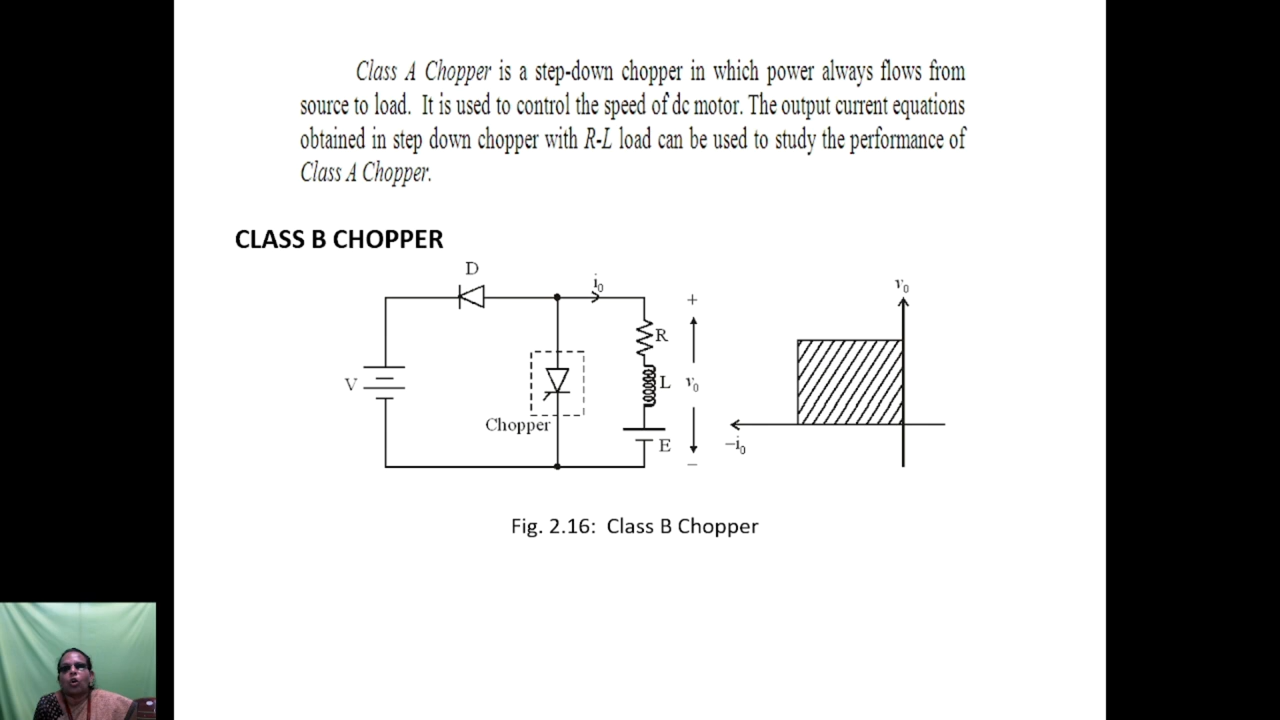 Class A Chopper is a step-down chopper in which power always flows from
source to load. It is used to control the speed of dc motor. The output current equations
obtained in step down chopper with R-L load can be used to study the performance of
Class A Chopper.
CLASS B CHOPPER
D
i₀
v₀
+
R
V
L
v₀
Chopper
E
−i₀
−
Fig. 2.16: Class B Chopper